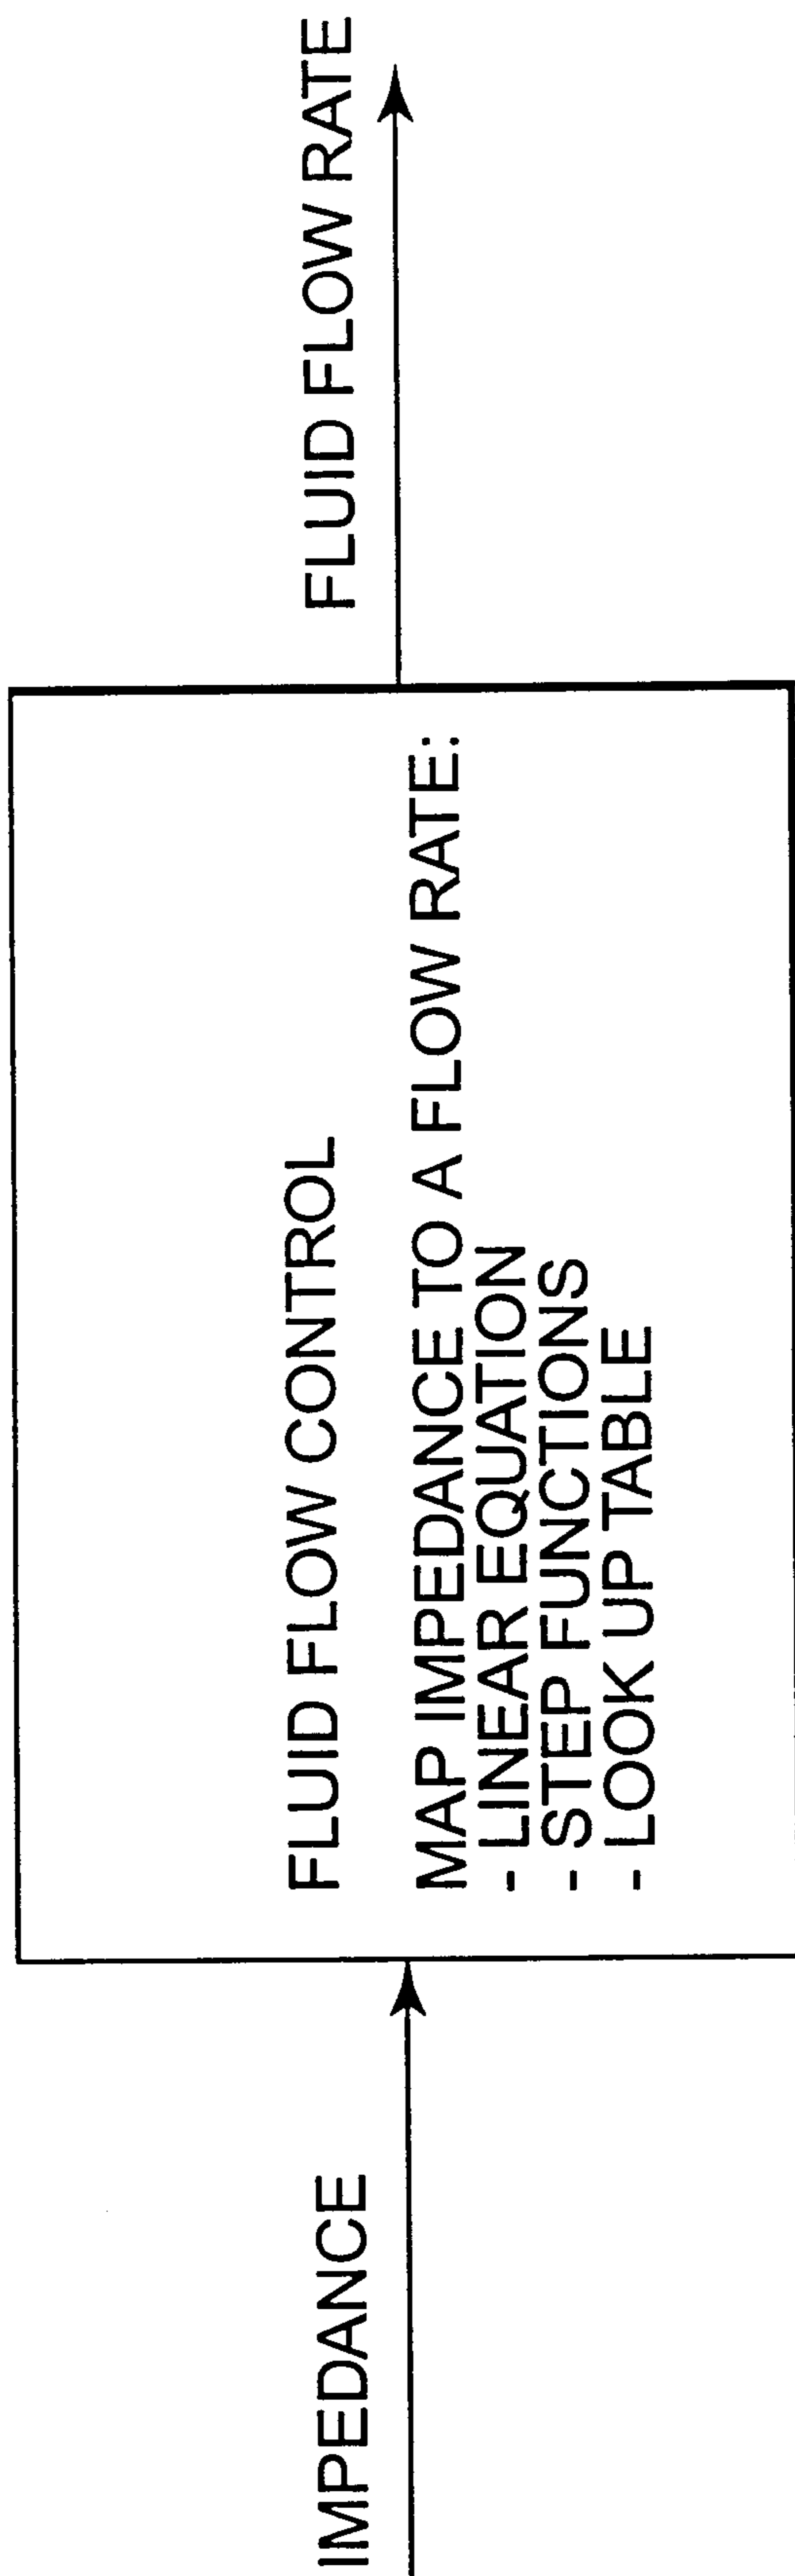 IMPEDANCE
FLUID FLOW CONTROL
MAP IMPEDANCE TO A FLOW RATE:
- LINEAR EQUATION
- STEP FUNCTIONS
- LOOK UP TABLE
FLUID FLOW RATE